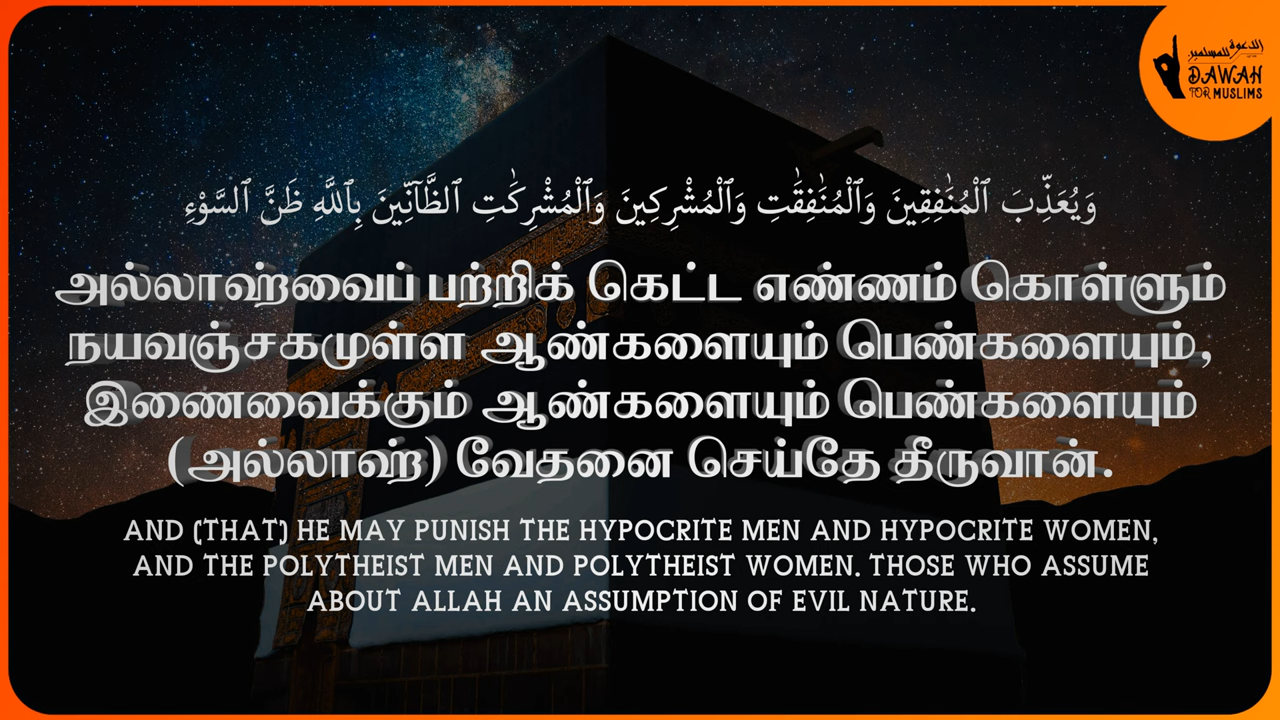 الدعوة للمسلمين
DAWAH
FOR MUSLIMS
وَيُعَذِّبَ ٱلْمُنَٰفِقِينَ وَٱلْمُنَٰفِقَٰتِ وَٱلْمُشْرِكِينَ وَٱلْمُشْرِكَٰتِ ٱلظَّآنِّينَ بِٱللَّهِ ظَنَّ ٱلسَّوْءِ
அல்லாஹ்வைப் பற்றிக் கெட்ட எண்ணம் கொள்ளும்
நயவஞ்சகமுள்ள ஆண்களையும் பெண்களையும்,
இணைவைக்கும் ஆண்களையும் பெண்களையும்
(அல்லாஹ்) வேதனை செய்தே தீருவான்.
AND (THAT) HE MAY PUNISH THE HYPOCRITE MEN AND HYPOCRITE WOMEN,
AND THE POLYTHEIST MEN AND POLYTHEIST WOMEN. THOSE WHO ASSUME
ABOUT ALLAH AN ASSUMPTION OF EVIL NATURE.